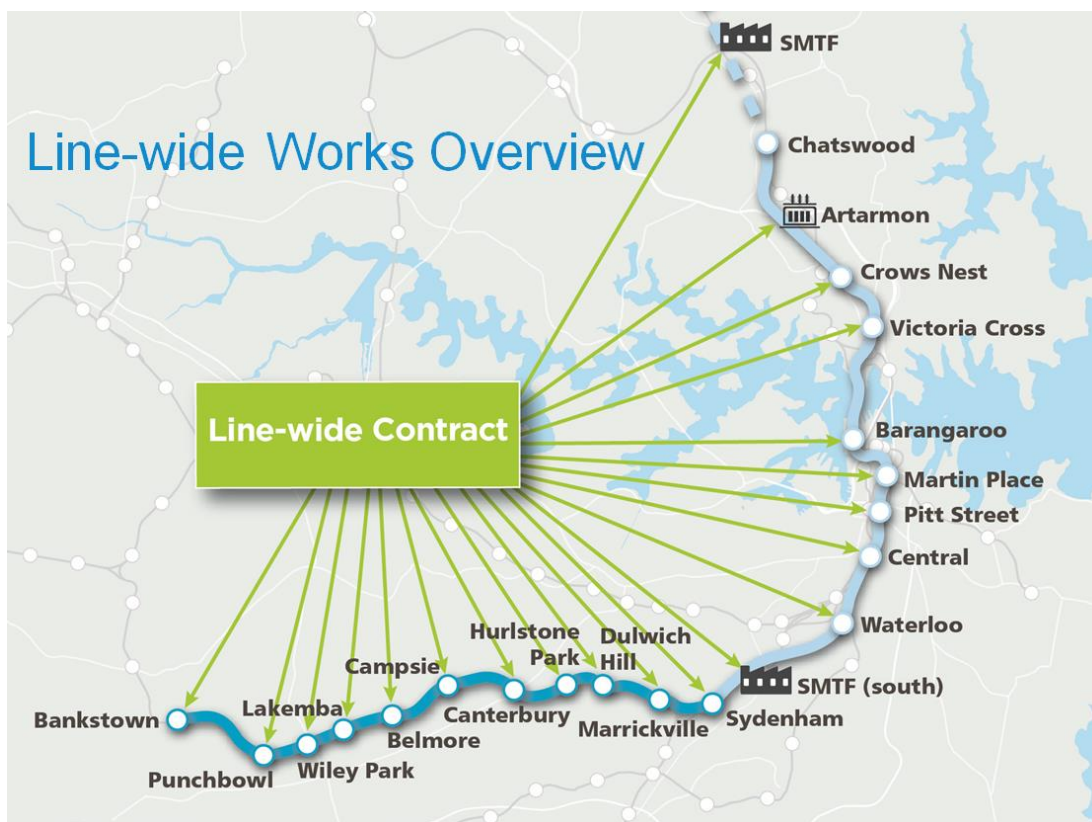 SMTF
Line-wide Works Overview
Chatswood
Artarmon
Crows Nest
Victoria Cross
Line-wide Contract
Barangaroo
Martin Place
Pitt Street
Central
Waterloo
Hurlstone
Park
Dulwich
Hill
Campsie
SMTF (south)
Lakemba
Bankstown
Canterbury
Marrickville
Sydenham
Belmore
Wiley Park
Punchbowl